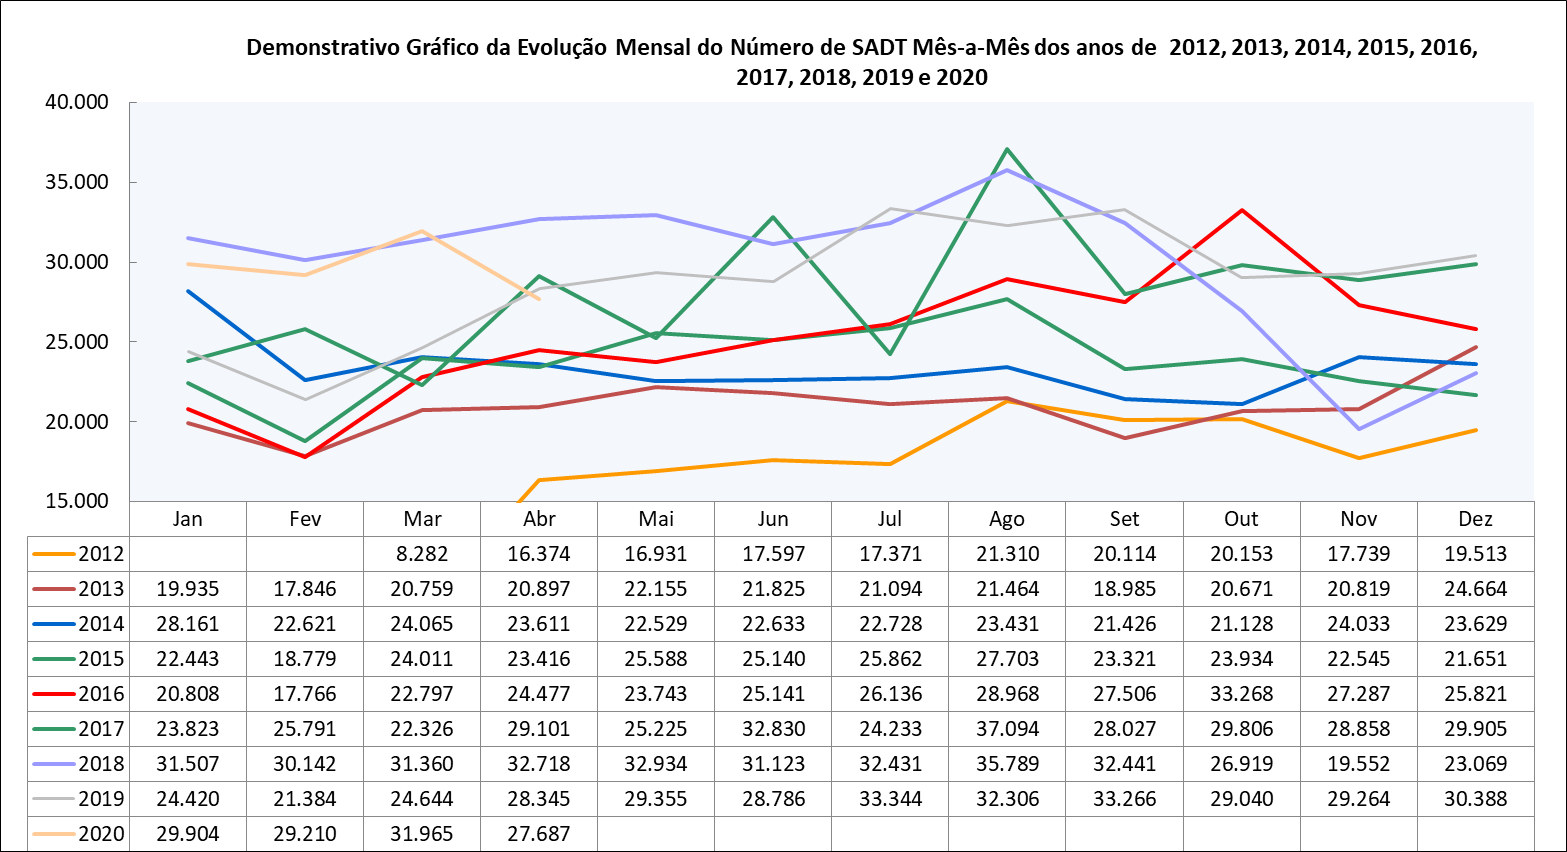 Demonstrativo Gráfico da Evolução Mensal do Número de SADT Mês-a-Mês dos anos de 2012, 2013, 2014, 2015, 2016,
2017, 2018, 2019 e 2020
40.000
35.000
30.000
25.000
20.000
15.000
Jan Fev Mar Abr Mai Jun Jul Ago Set Out Nov Dez
2012 8.282 16.374 16.931 17.597 17.371 21.310 20.114 20.153 17.739 19.513
2013 19.935 17.846 20.759 20.897 22.155 21.825 21.094 21.464 18.985 20.671 20.819 24.664
2014 28.161 22.621 24.065 23.611 22.529 22.633 22.728 23.431 21.426 21.128 24.033 23.629
2015 22.443 18.779 24.011 23.416 25.588 25.140 25.862 27.703 23.321 23.934 22.545 21.651
2016 20.808 17.766 22.797 24.477 23.743 25.141 26.136 28.968 27.506 33.268 27.287 25.821
2017 23.823 25.791 22.326 29.101 25.225 32.830 24.233 37.094 28.027 29.806 28.858 29.905
2018 31.507 30.142 31.360 32.718 32.934 31.123 32.431 35.789 32.441 26.919 19.552 23.069
2019 24.420 21.384 24.644 28.345 29.355 28.786 33.344 32.306 33.266 29.040 29.264 30.388
2020 29.904 29.210 31.965 27.687